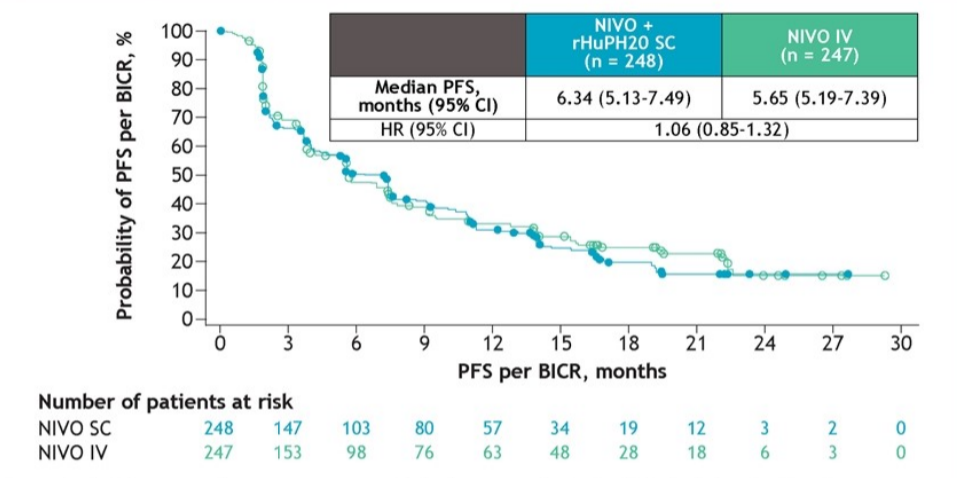 NIVO +
rHuPH20 SC
(n = 248)
NIVO IV
(n = 247)
Median PFS,
months (95% CI)
6.34 (5.13-7.49)
5.65 (5.19-7.39)
HR (95% CI)
1.06 (0.85-1.32)
Probability of PFS per BICR, %
100
90
80
70
60
50
40
30
20
10
0
0 3 6 9 12 15 18 21 24 27 30
PFS per BICR, months
Number of patients at risk
NIVO SC 248 147 103 80 57 34 19 12 3 2 0
NIVO IV 247 153 98 76 63 48 28 18 6 3 0